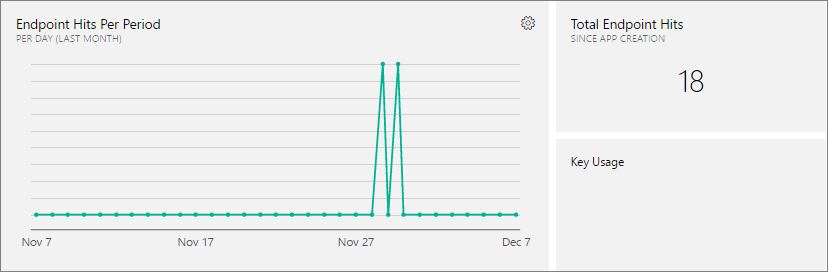 Endpoint Hits Per Period
PER DAY (LAST MONTH)
Nov 7
Nov 17
Nov 27
Dec 7
Total Endpoint Hits
SINCE APP CREATION
18
Key Usage